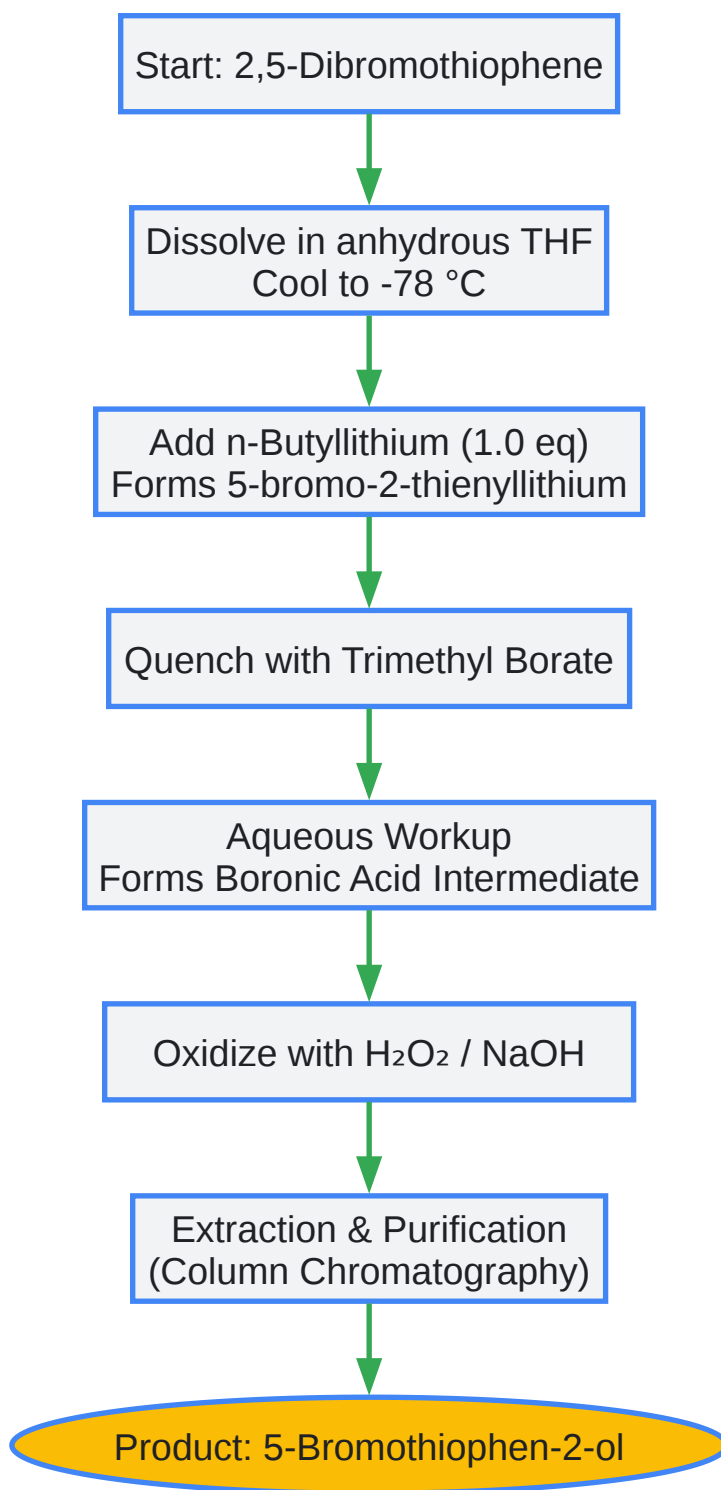 Start: 2,5-Dibromothiophene
Dissolve in anhydrous THF
Cool to -78 °C
Add n-Butyllithium (1.0 eq)
Forms 5-bromo-2-thienyllithium
Quench with Trimethyl Borate
Aqueous Workup
Forms Boronic Acid Intermediate
Oxidize with H₂O₂ / NaOH
Extraction & Purification
(Column Chromatography)
Product: 5-Bromothiophen-2-ol